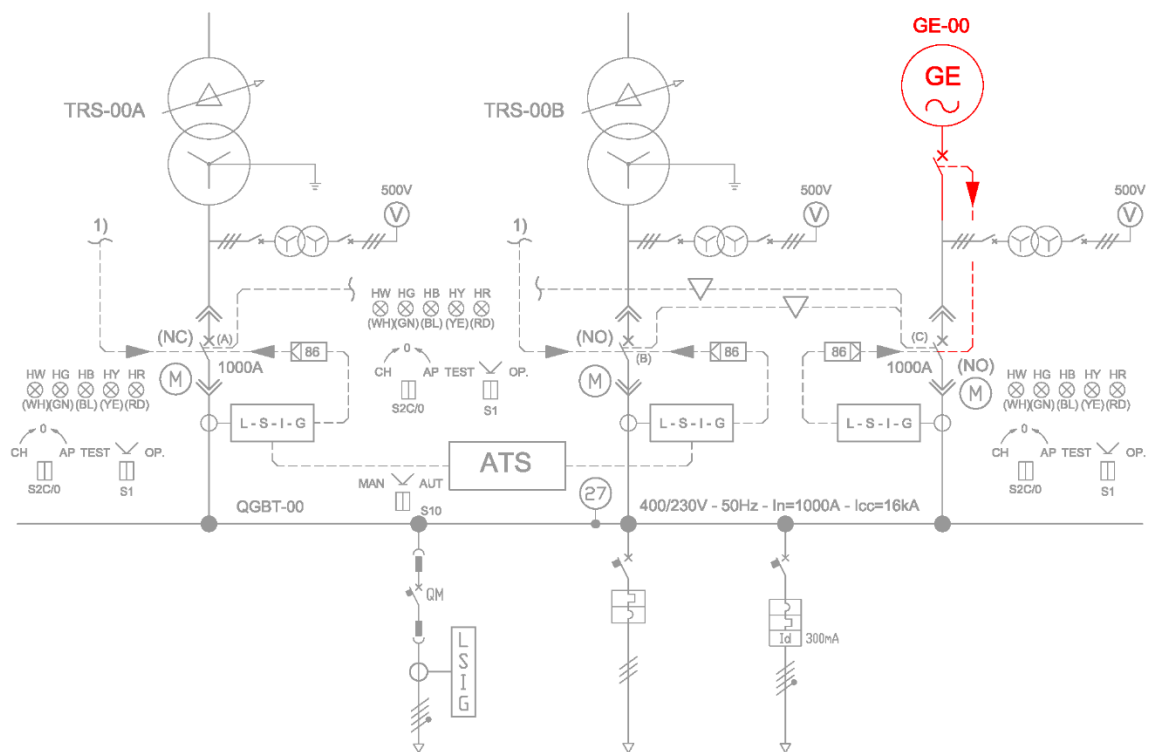 GE-00
GE
TRS-00A
TRS-00B
500V
V
500V
V
500V
V
1)
1)
HW HG HB HY HR
(WH)(GN)(BL)(YE)(RD)
(NC)
(A)
86
1000A
M
0
CH AP TEST OP.
S2C/0 S1
(NO)
(B)
86
M
86
(C)
1000A
(NO)
M
HW HG HB HY HR
(WH)(GN)(BL)(YE)(RD)
HW HG HB HY HR
(WH)(GN)(BL)(YE)(RD)
L - S - I - G
L - S - I - G
L - S - I - G
0
CH AP TEST OP.
S2C/0 S1
0
CH AP TEST OP.
S2C/0 S1
ATS
MAN AUT
S10
27
QGBT-00
400/230V - 50Hz - In=1000A - Icc=16kA
QM
LSIG
Id 300mA